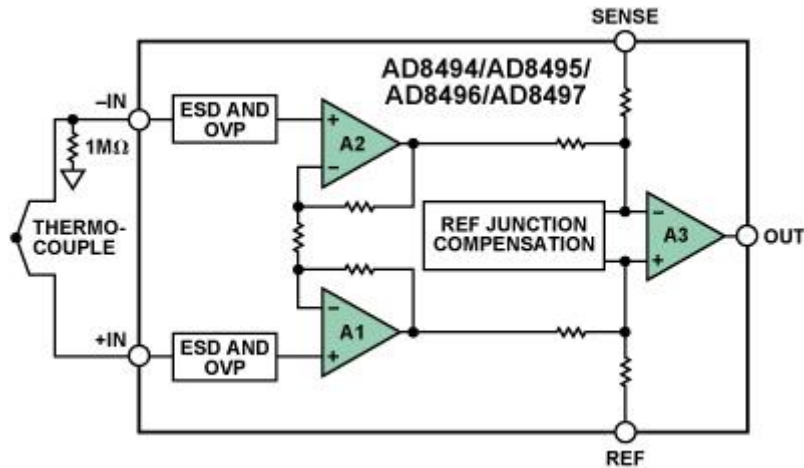 SENSE
AD8494/AD8495/
AD8496/AD8497
–IN
ESD AND
OVP
+
A2
–
1MΩ
THERMO-
COUPLE
REF JUNCTION
COMPENSATION
–
A3
+
OUT
–
A1
+
+IN
ESD AND
OVP
REF